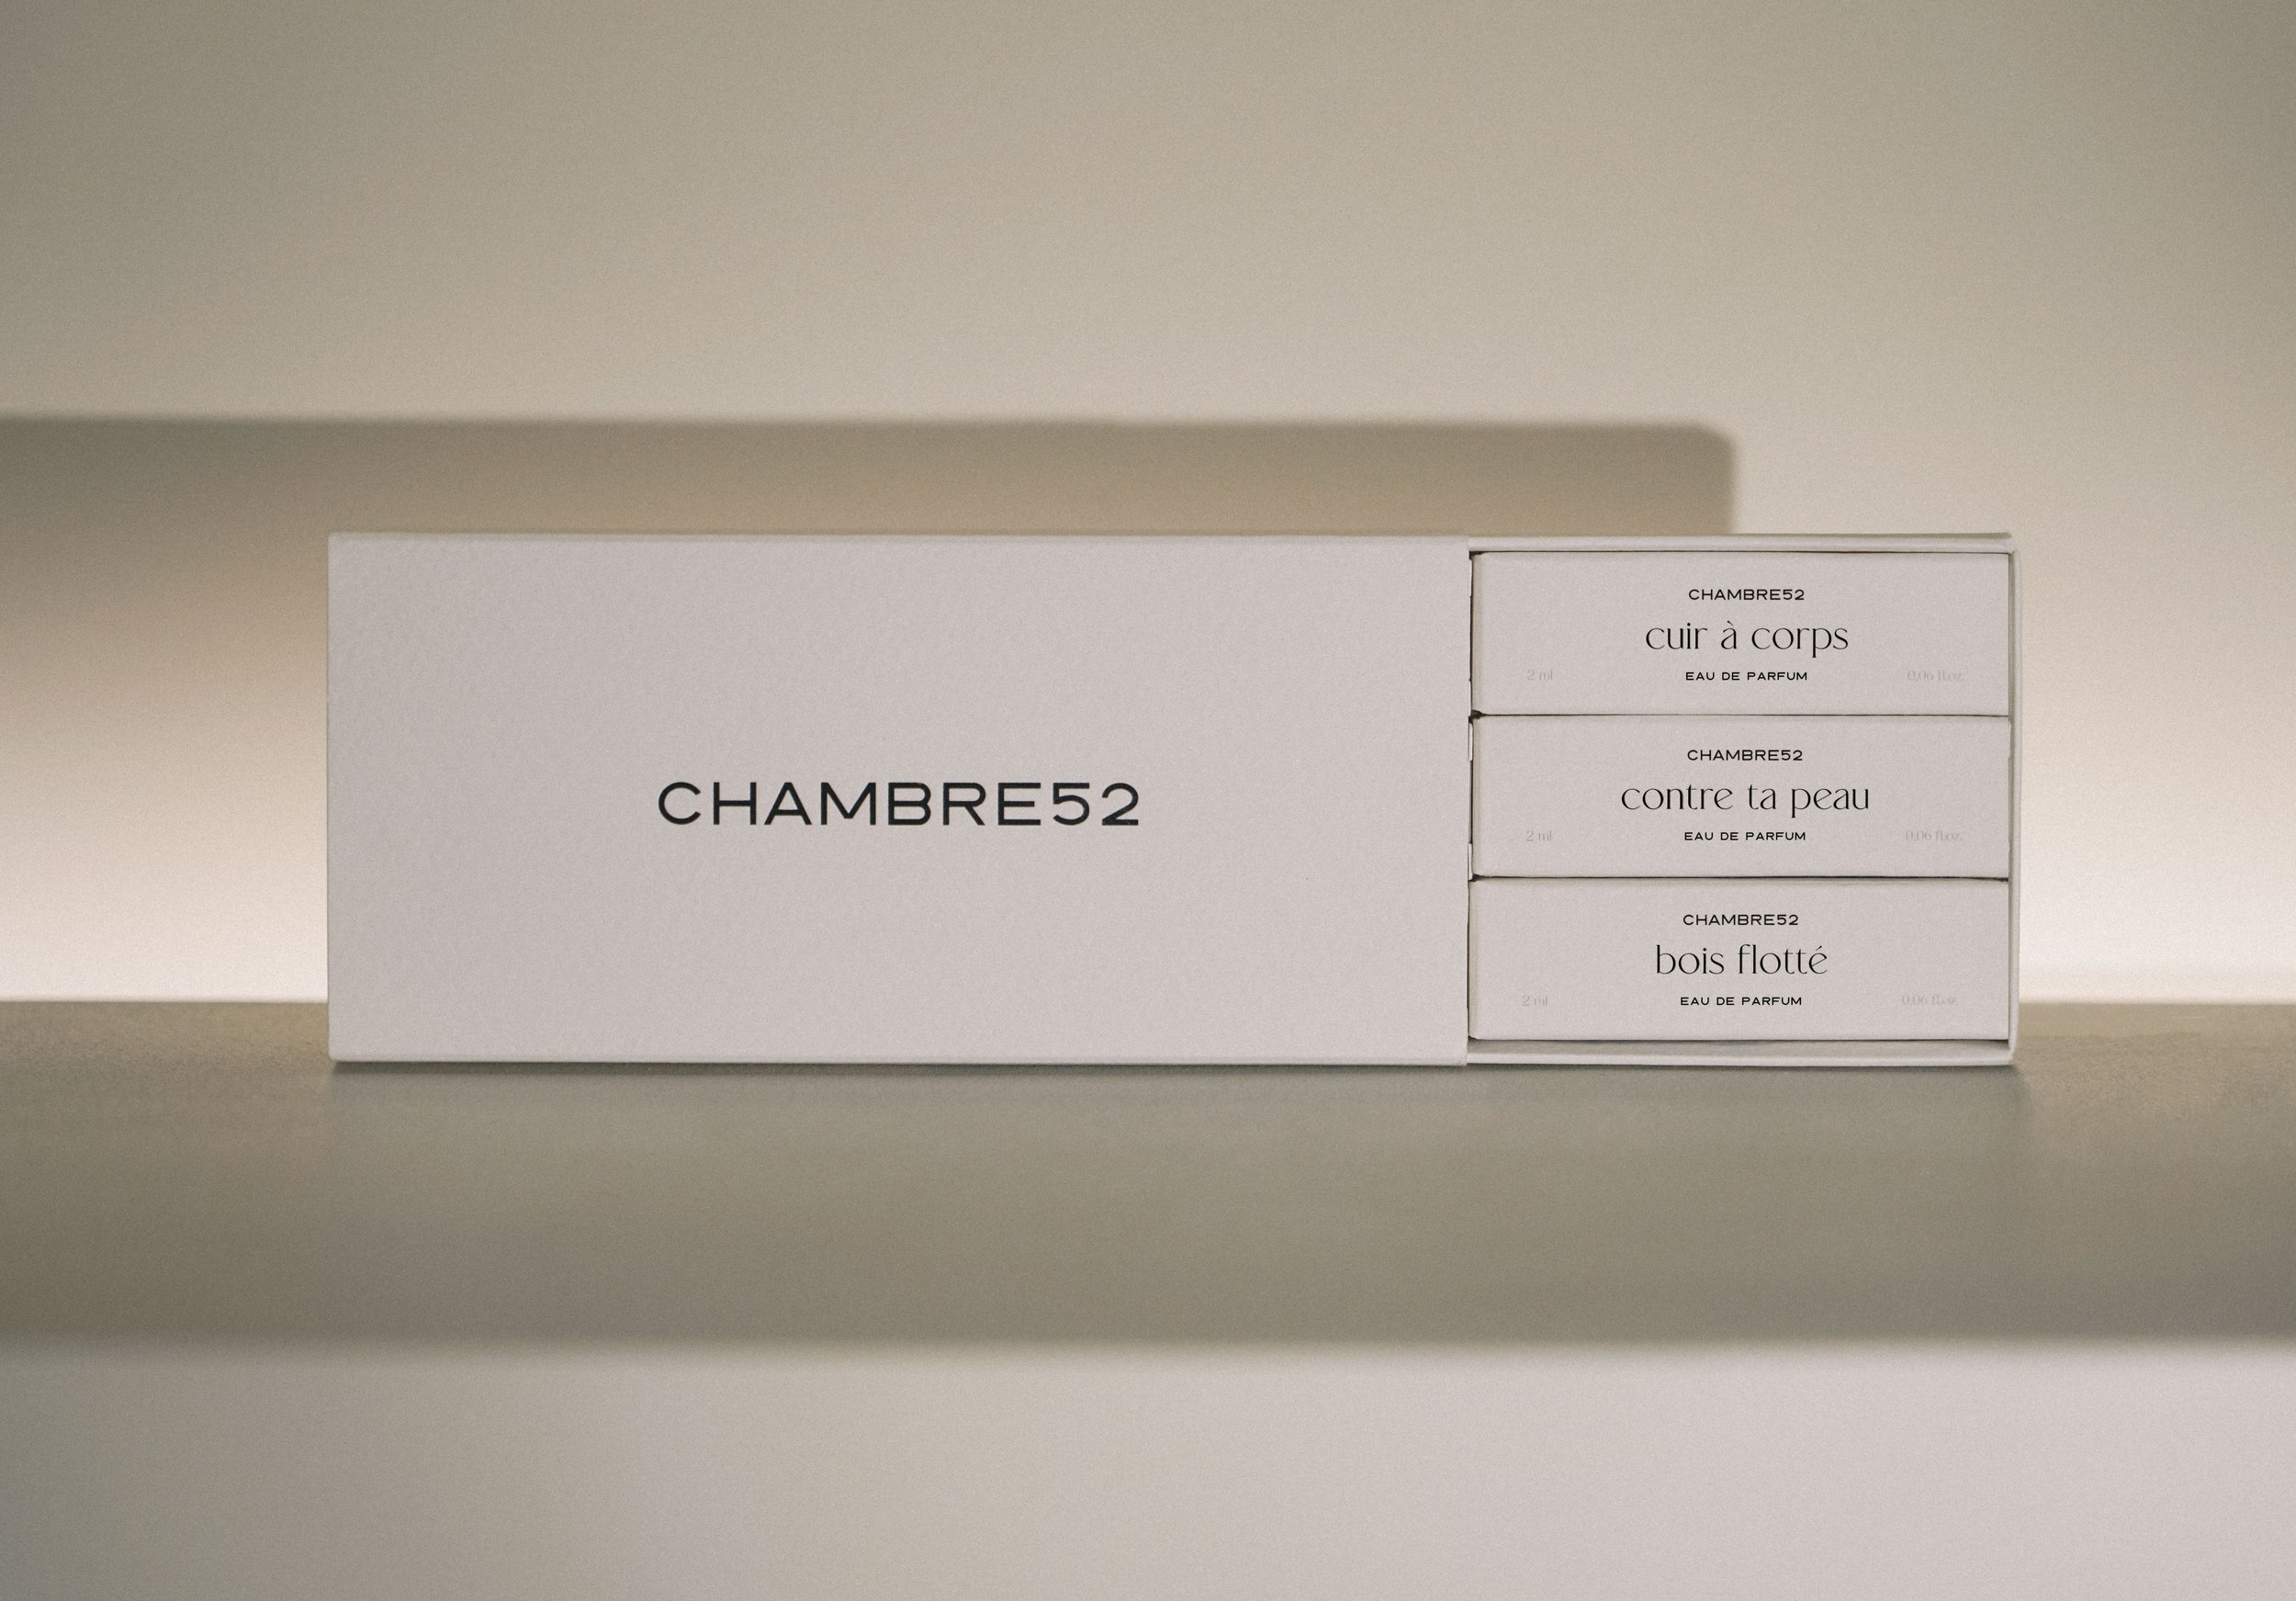 CHAMBRE52
CHAMBRE52
cuir à corps
2 ml EAU DE PARFUM 0.06 fl.oz.
CHAMBRE52
contre ta peau
2 ml EAU DE PARFUM 0.06 fl.oz.
CHAMBRE52
bois flotté
2 ml EAU DE PARFUM 0.06 fl.oz.